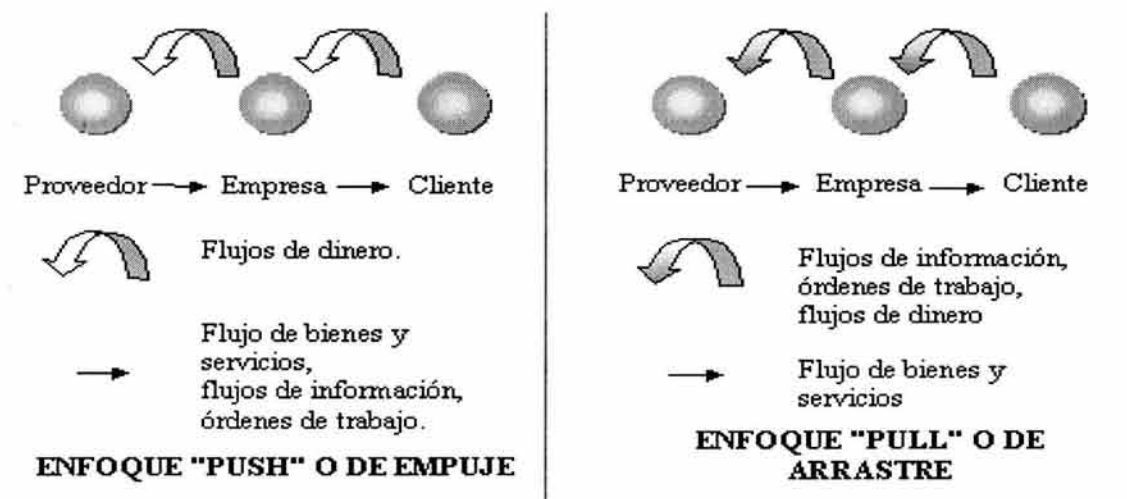 Proveedor Empresa Cliente
Flujos de dinero.
Flujo de bienes y
servicios,
flujos de información,
órdenes de trabajo.
ENFOQUE "PUSH" O DE EMPUJE
Proveedor Empresa Cliente
Flujos de información,
órdenes de trabajo,
flujos de dinero
Flujo de bienes y
servicios
ENFOQUE "PULL" O DE
ARRASTRE